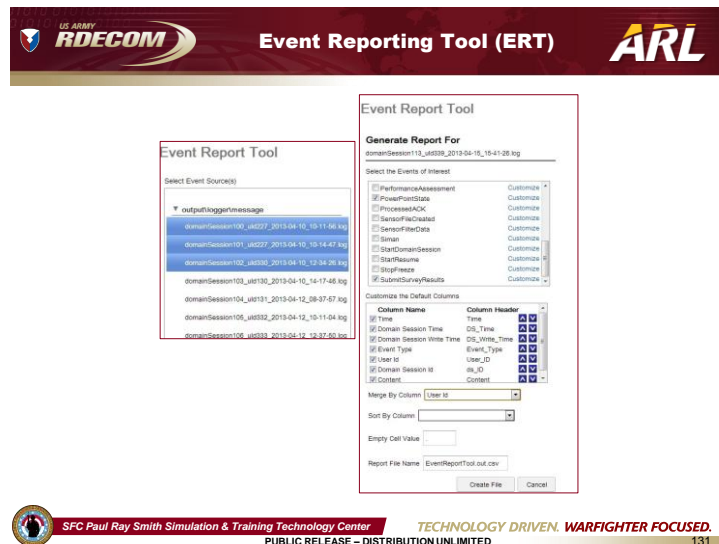 US ARMY
RDECOM
Event Reporting Tool (ERT)
ARL
Event Report Tool
Select Event Source(s)
output\logger\message
domainSession100_uId227_2013-04-10_10-11-56.log
domainSession101_uId227_2013-04-10_10-14-47.log
domainSession102_uId330_2013-04-10_12-34-26.log
domainSession103_uId130_2013-04-10_14-17-46.log
domainSession104_uId131_2013-04-12_08-37-57.log
domainSession105_uId332_2013-04-12_10-11-04.log
domainSession106_uId333_2013-04-12_12-37-50.log
Event Report Tool
Generate Report For
domainSession113_uId339_2013-04-15_15-41-26.log
Select the Events of Interest
PerformanceAssessment Customize
PowerPointState Customize
ProcessedACK Customize
SensorFileCreated Customize
SensorFilterData Customize
Siman Customize
StartDomainSession Customize
StartResume Customize
StopFreeze Customize
SubmitSurveyResults Customize
Customize the Default Columns
Column Name Column Header
Time Time
Domain Session Time DS_Time
Domain Session Write Time DS_Write_Time
Event Type Event_Type
User Id User_ID
Domain Session Id ds_ID
Content Content
Merge By Column User Id
Sort By Column
Empty Cell Value .
Report File Name EventReportTool.out.csv
Create File Cancel
SFC Paul Ray Smith Simulation & Training Technology Center
TECHNOLOGY DRIVEN. WARFIGHTER FOCUSED.
PUBLIC RELEASE – DISTRIBUTION UNLIMITED
131